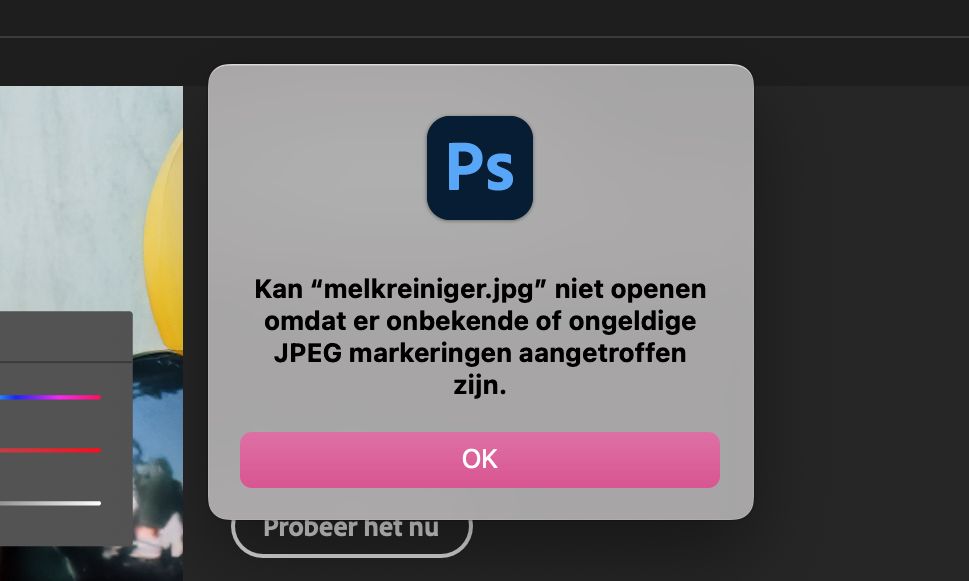 Ps
Kan “melkreiniger.jpg” niet openen
omdat er onbekende of ongeldige
JPEG markeringen aangetroffen
zijn.
OK
Probeer het nu